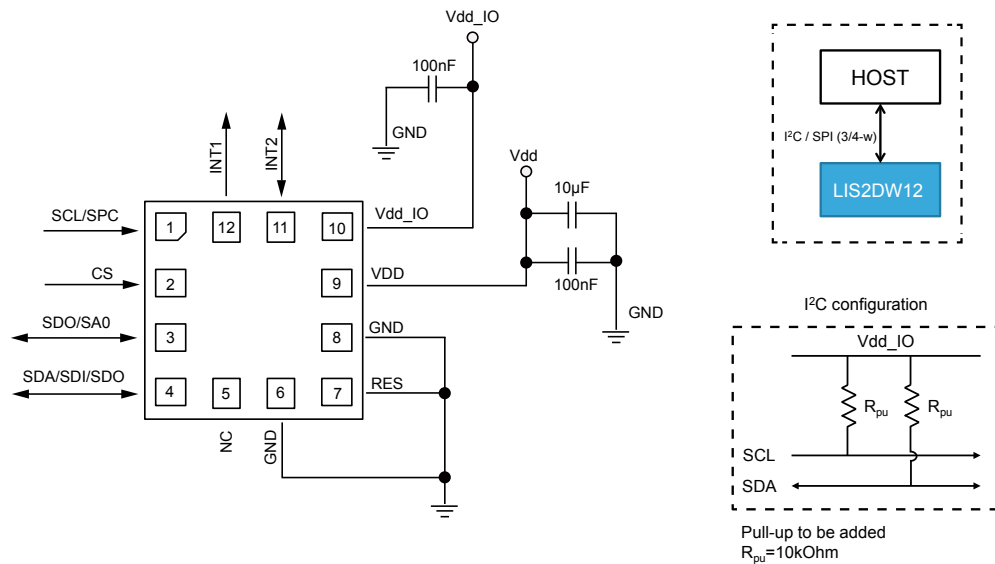 Vdd_IO
100nF
GND
INT1
INT2
Vdd
10µF
100nF
GND
SCL/SPC
CS
SDO/SA0
SDA/SDI/SDO
1
12
11
10
2
9
3
8
4
5
6
7
Vdd_IO
VDD
GND
RES
NC
GND
HOST
I²C / SPI (3/4-w)
LIS2DW12
I²C configuration
Vdd_IO
Rpu
Rpu
SCL
SDA
Pull-up to be added
Rpu=10kOhm